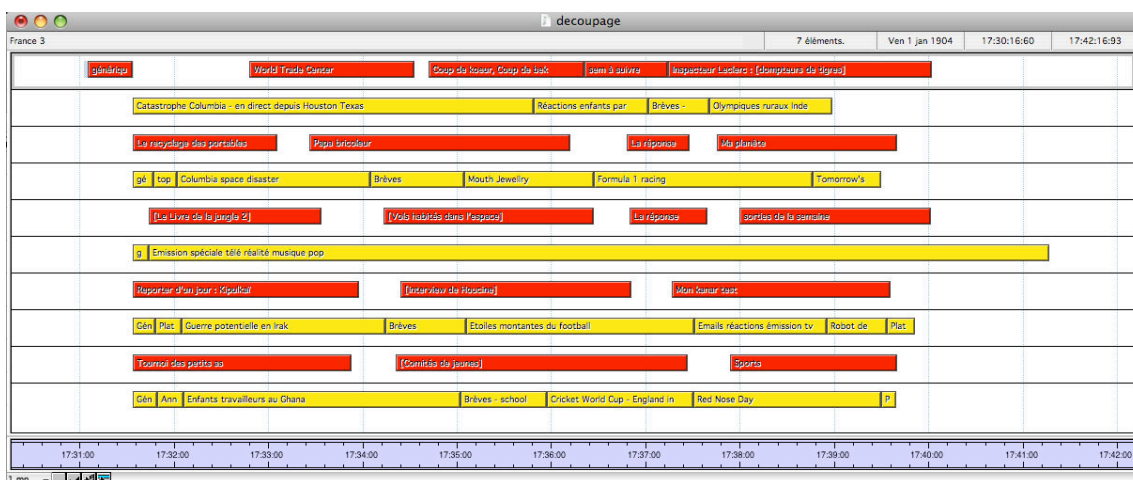 decoupage
France 3 7 éléments. Ven 1 jan 1904 17:30:16:60 17:42:16:93
génériqu World Trade Center Coup de koeur, Coup de bek sem à suivre Inspecteur Leclerc : [dompteurs de tigres]
Catastrophe Columbia - en direct depuis Houston Texas Réactions enfants par Brèves - Olympiques ruraux Inde
Le recyclage des portables Papa bricoleur La réponse Ma planète
gé top Columbia space disaster Brèves Mouth Jewellry Formula 1 racing Tomorrow's
[Le Livre de la jungle 2] [Vols habités dans l'espace] La réponse sorties de la semaine
g Emission spéciale télé réalité musique pop
Reporter d'un jour : Kipulkaï [Interview de Houcine] Mon kanar test
Gén Plat Guerre potentielle en Irak Brèves Etoiles montantes du football Emails réactions émission tv Robot de Plat
Tournoi des petits as [Comités de jeunes] Sports
Gén Ann Enfants travailleurs au Ghana Brèves - school Cricket World Cup - England in Red Nose Day P
17:31:00 17:32:00 17:33:00 17:34:00 17:35:00 17:36:00 17:37:00 17:38:00 17:39:00 17:40:00 17:41:00 17:42:00
1 mn